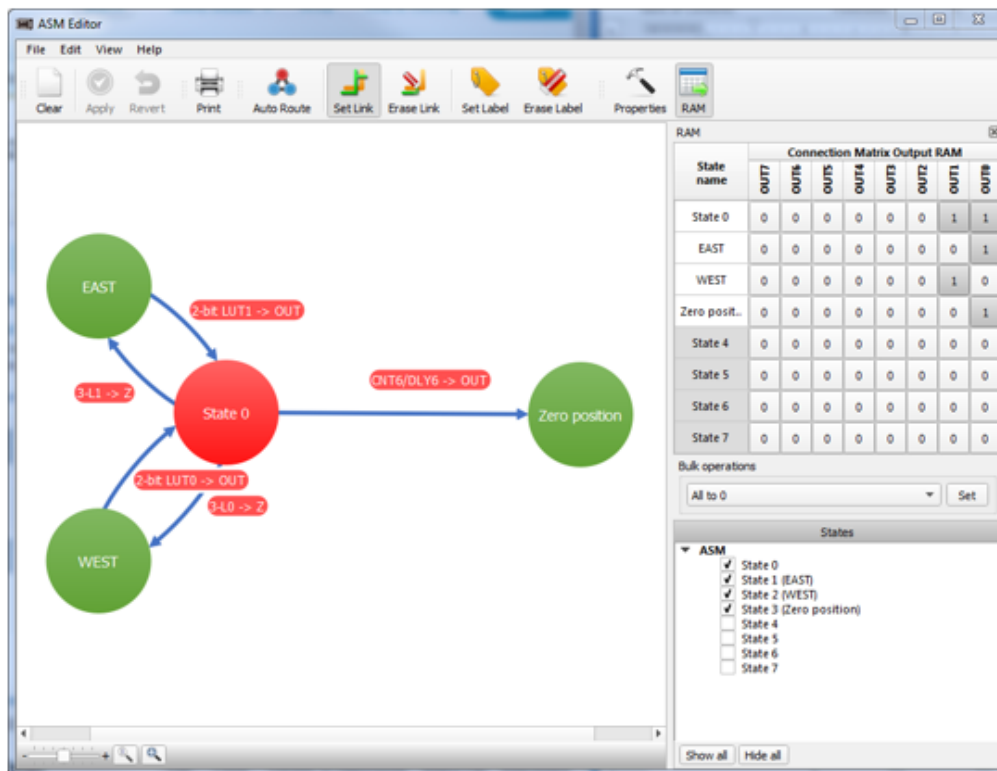 ASM Editor
File Edit View Help
Clear Apply Revert Print Auto Route Set Link Erase Link Set Label Erase Label Properties RAM
RAM
State name
Connection Matrix Output RAM
OUT7 OUT6 OUT5 OUT4 OUT3 OUT2 OUT1 OUT0
State 0 0 0 0 0 0 0 1 1
EAST 0 0 0 0 0 0 0 1
WEST 0 0 0 0 0 0 1 0
Zero posit... 0 0 0 0 0 0 0 1
State 4 0 0 0 0 0 0 0 0
State 5 0 0 0 0 0 0 0 0
State 6 0 0 0 0 0 0 0 0
State 7 0 0 0 0 0 0 0 0
Bulk operations
All to 0 Set
States
ASM
State 0
State 1 (EAST)
State 2 (WEST)
State 3 (Zero position)
State 4
State 5
State 6
State 7
Show all Hide all
EAST
2-bit LUT1 -> OUT
3-L1 -> Z
State 0
CNT6/DLY6 -> OUT
Zero position
2-bit LUT0 -> OUT
3-L0 -> Z
WEST
- +